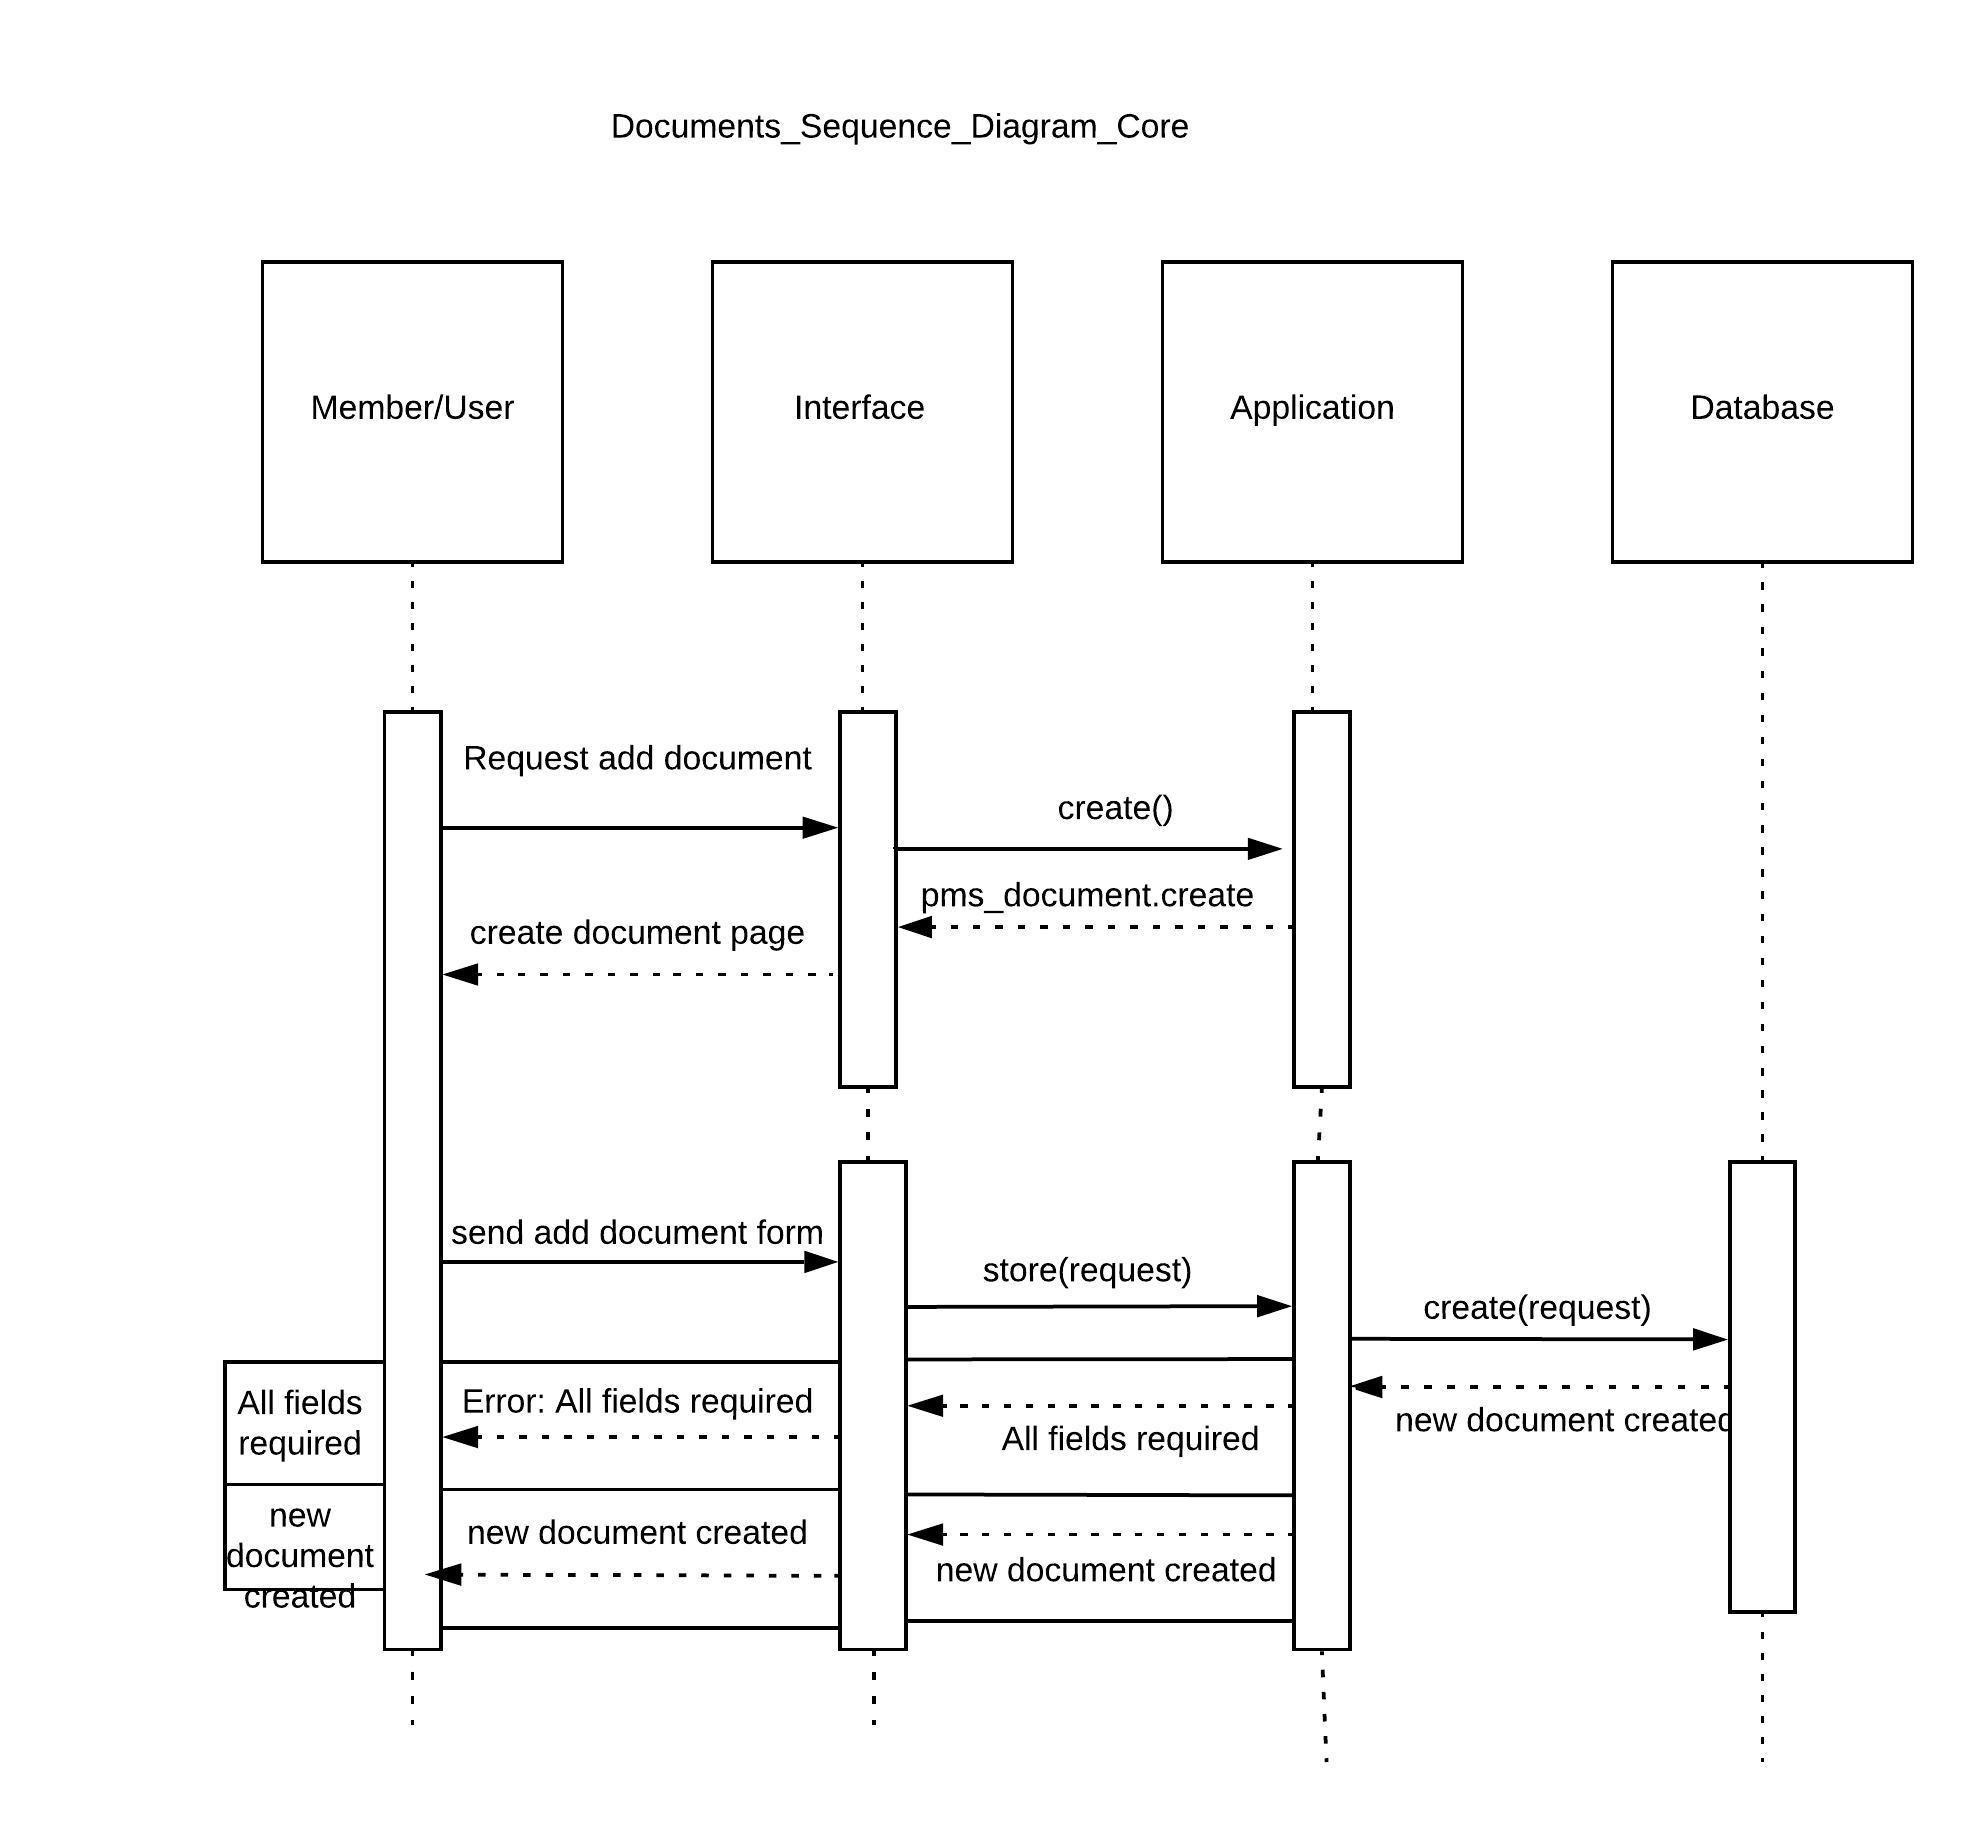 Documents_Sequence_Diagram_Core
Member/User
Interface
Application
Database
Request add document
create()
pms_document.create
create document page
send add document form
store(request)
create(request)
All fields
required
Error: All fields required
All fields required
new document created
new
document
created
new document created
new document created